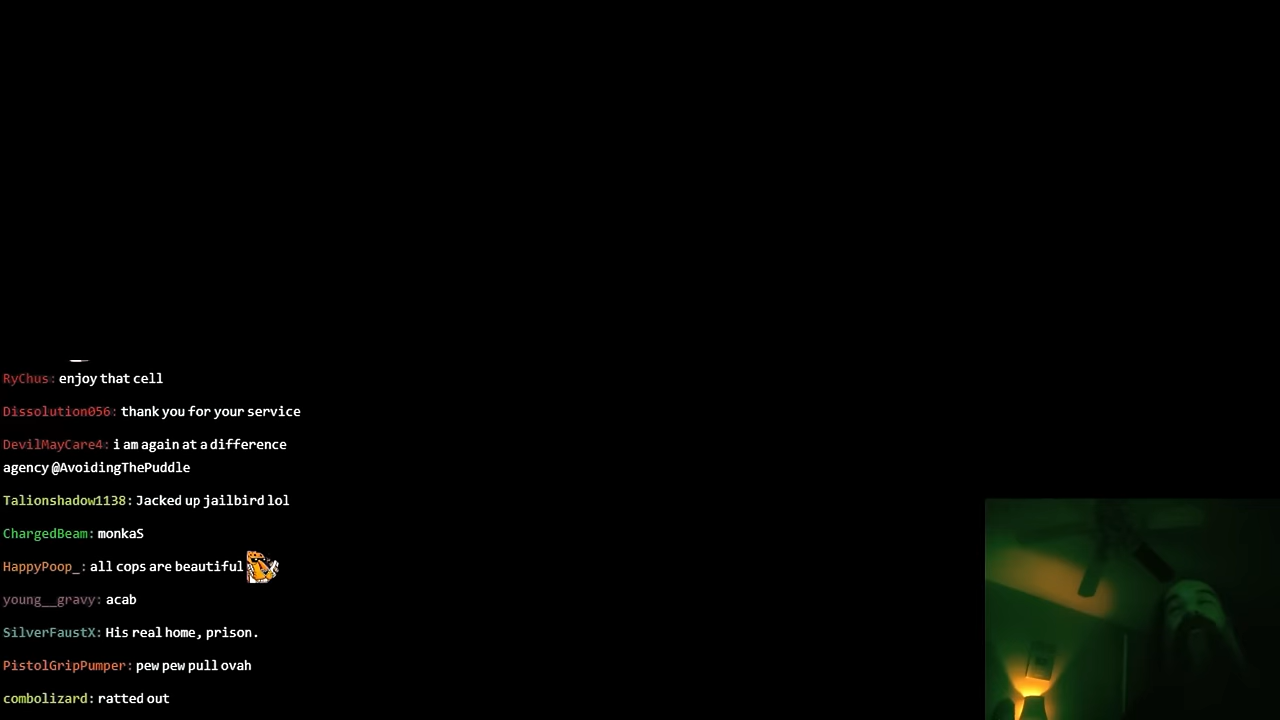 RyChus: enjoy that cell
Dissolution056: thank you for your service
DevilMayCare4: i am again at a difference
agency @AvoidingThePuddle
Talionshadow1138: Jacked up jailbird lol
ChargedBeam: monkaS
HappyPoop_: all cops are beautiful
young__gravy: acab
SilverFaustX: His real home, prison.
PistolGripPumper: pew pew pull ovah
combolizard: ratted out